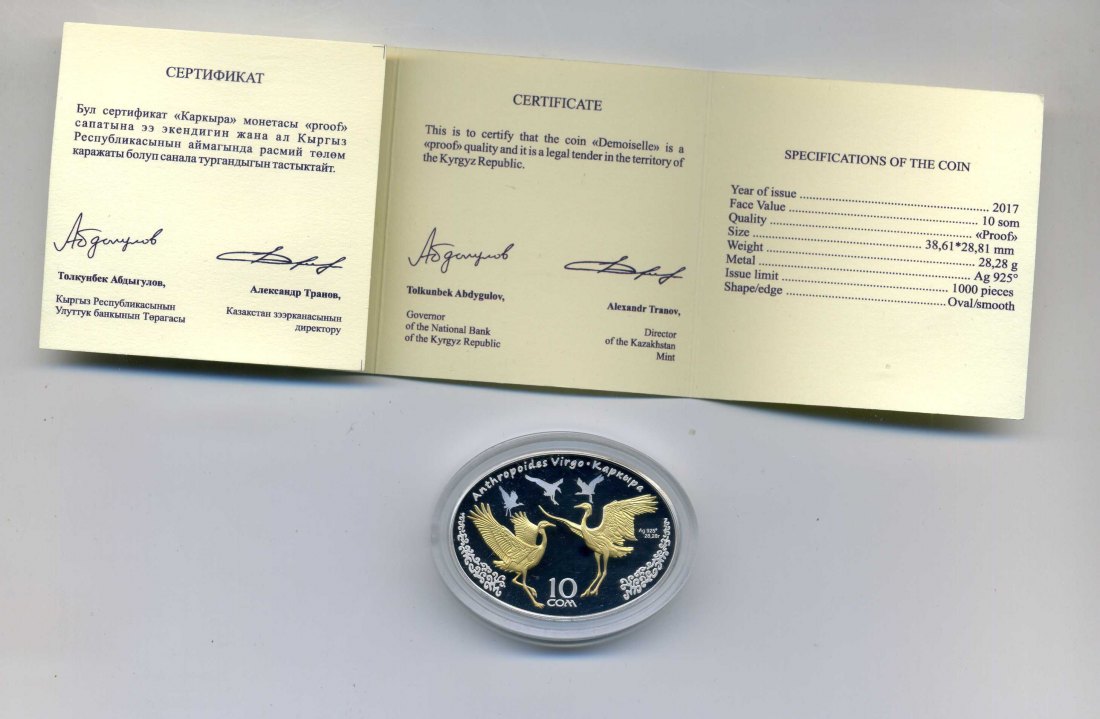 СЕРТИФИКАТ
Бул сертификат «Каркыра» монетасы «proof»
сапатына ээ экендигин жана ал Кыргыз
Республикасынын аймагында расмий төлөм
каражаты болуп санала тургандыгын тастыктайт.
Толкунбек Абдыгулов,
Кыргыз Республикасынын
Улуттук банкынын Төрагасы
Александр Транов,
Казакстан зээрканасынын
директору
CERTIFICATE
This is to certify that the coin «Demoiselle» is a
«proof» quality and it is a legal tender in the territory of
the Kyrgyz Republic.
Tolkunbek Abdygulov,
Governor
of the National Bank
of the Kyrgyz Republic
Alexandr Tranov,
Director
of the Kazakhstan
Mint
SPECIFICATIONS OF THE COIN
Year of issue ........ 2017
Face Value ........ 10 som
Quality ........ «Proof»
Size ........ 38,61*28,81 mm
Weight ........ 28,28 g
Metal ........ Ag 925°
Issue limit ........ 1000 pieces
Shape/edge ........ Oval/smooth
Anthropoides Virgo • Каркыра
Ag 925°
28,28г
10
СОМ